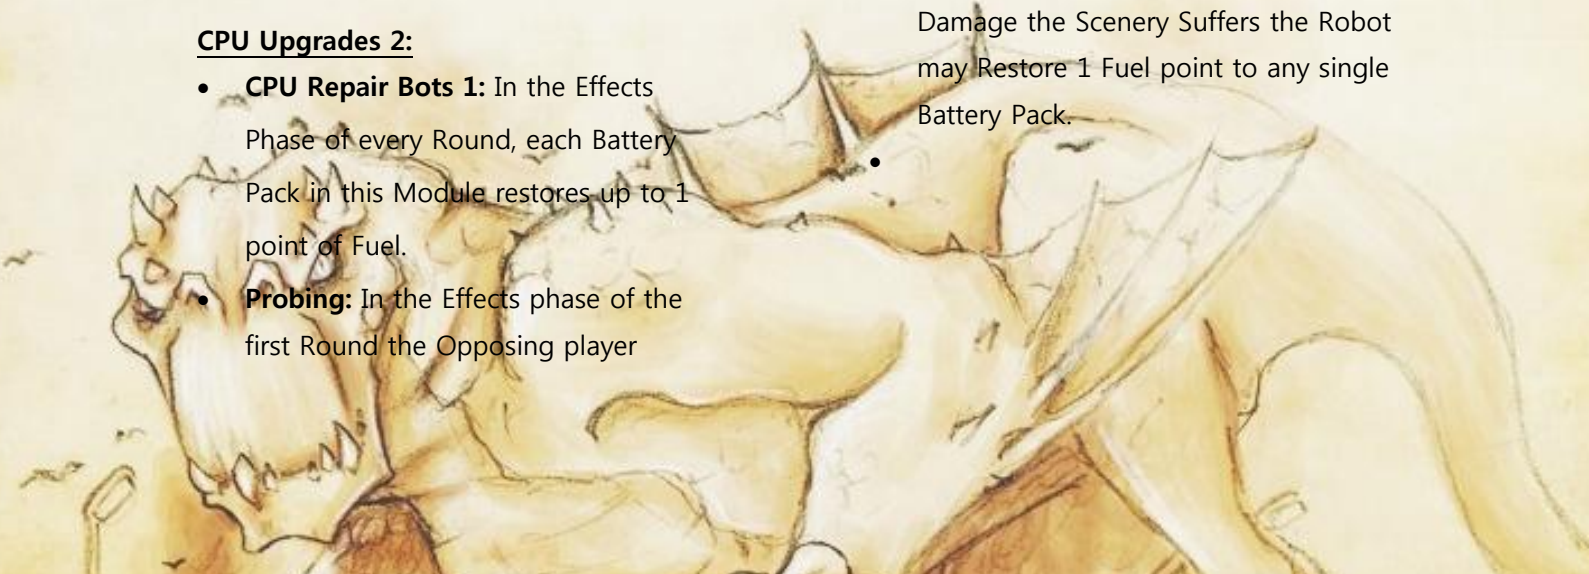 CPU Upgrades 2:
• CPU Repair Bots 1: In the Effects
Phase of every Round, each Battery
Pack in this Module restores up to 1
point of Fuel.
• Probing: In the Effects phase of the
first Round the Opposing player
Damage the Scenery Suffers the Robot
may Restore 1 Fuel point to any single
Battery Pack.
•